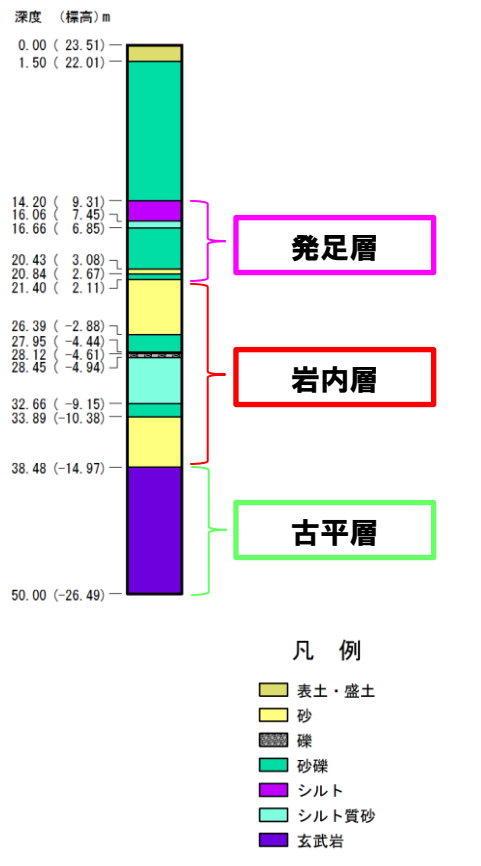 深度 （標高）m
0.00 ( 23.51)
1.50 ( 22.01)
14.20 ( 9.31)
16.06 ( 7.45)
16.66 ( 6.85)
発足層
20.43 ( 3.08)
20.84 ( 2.67)
21.40 ( 2.11)
26.39 ( -2.88)
27.95 ( -4.44)
28.12 ( -4.61)
28.45 ( -4.94)
岩内層
32.66 ( -9.15)
33.89 (-10.38)
38.48 (-14.97)
古平層
50.00 (-26.49)
凡 例
表土・盛土
砂
礫
砂礫
シルト
シルト質砂
玄武岩